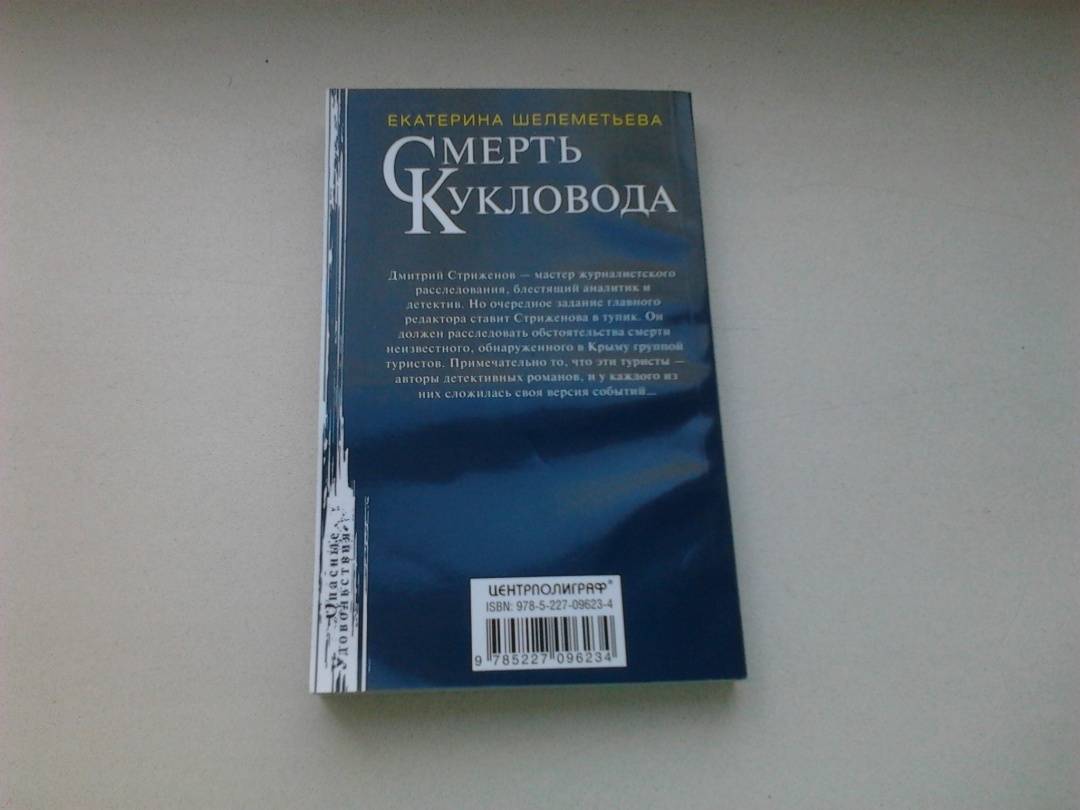 ЕКАТЕРИНА ШЕЛЕМЕТЬЕВА
СМЕРТЬ
КУКЛОВОДА
Дмитрий Стриженов — мастер журналистского
расследования, блестящий аналитик и
детектив. Но очередное задание главного
редактора ставит Стриженова в тупик. Он
должен расследовать обстоятельства смерти
неизвестного, обнаруженного в Крыму группой
туристов. Примечательно то, что эти туристы —
авторы детективных романов, и у каждого из
них сложилась своя версия событий...
Опасные
Удовольствия
ЦЕНТРПОЛИГРАФ®
ISBN: 978-5-227-09623-4
9 785227 096234